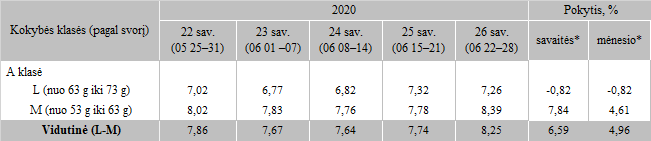 Kokybės klasės (pagal svorį) 2020 Pokytis, %
22 sav. (05 25–31) 23 sav. (06 01 –07) 24 sav. (06 08–14) 25 sav. (06 15–21) 26 sav. (06 22–28) savaitės* mėnesio*
A klasė
L (nuo 63 g iki 73 g) 7,02 6,77 6,82 7,32 7,26 -0,82 -0,82
M (nuo 53 g iki 63 g) 8,02 7,83 7,76 7,78 8,39 7,84 4,61
Vidutinė (L-M) 7,86 7,67 7,64 7,74 8,25 6,59 4,96